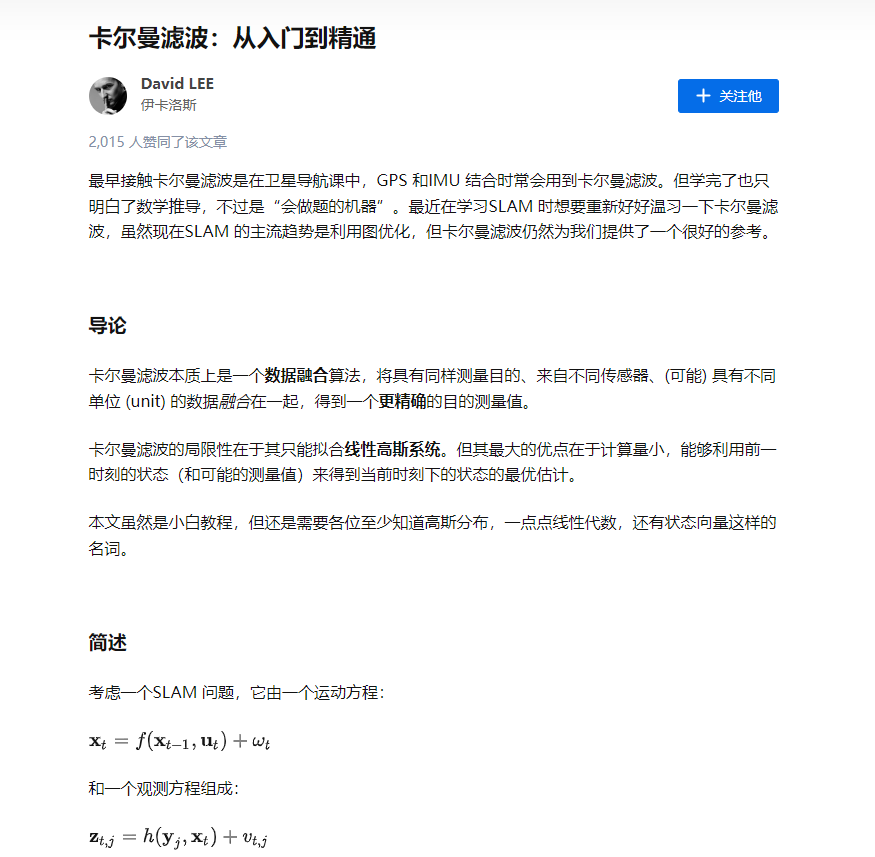 卡尔曼滤波：从入门到精通
David LEE
伊卡洛斯
+ 关注他
2,015 人赞同了该文章
最早接触卡尔曼滤波是在卫星导航课中，GPS 和IMU 结合时常会用到卡尔曼滤波。但学完了也只
明白了数学推导，不过是“会做题的机器”。最近在学习SLAM 时想要重新好好温习一下卡尔曼滤
波，虽然现在SLAM 的主流趋势是利用图优化，但卡尔曼滤波仍然为我们提供了一个很好的参考。
导论
卡尔曼滤波本质上是一个数据融合算法，将具有同样测量目的、来自不同传感器、(可能) 具有不同
单位 (unit) 的数据融合在一起，得到一个更精确的目的测量值。
卡尔曼滤波的局限性在于其只能拟合线性高斯系统。但其最大的优点在于计算量小，能够利用前一
时刻的状态（和可能的测量值）来得到当前时刻下的状态的最优估计。
本文虽然是小白教程，但还是需要各位至少知道高斯分布，一点点线性代数，还有状态向量这样的
名词。
简述
考虑一个SLAM 问题，它由一个运动方程：
x_t = f(x_{t−1}, u_t) + ω_t
和一个观测方程组成：
z_{t,j} = h(y_j, x_t) + v_{t,j}